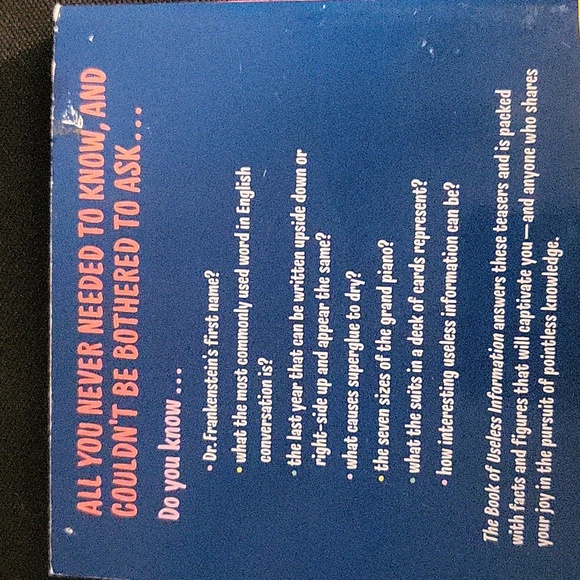 ALL YOU NEVER NEEDED TO KNOW, AND
COULDN'T BE BOTHERED TO ASK . . .
Do you know . . .
• Dr. Frankenstein's first name?
• what the most commonly used word in English
conversation is?
• the last year that can be written upside down or
right-side up and appear the same?
• what causes superglue to dry?
• the seven sizes of the grand piano?
• what the suits in a deck of cards represent?
• how interesting useless information can be?
The Book of Useless Information answers these teasers and is packed
with facts and figures that will captivate you—and anyone who shares
your joy in the pursuit of pointless knowledge.